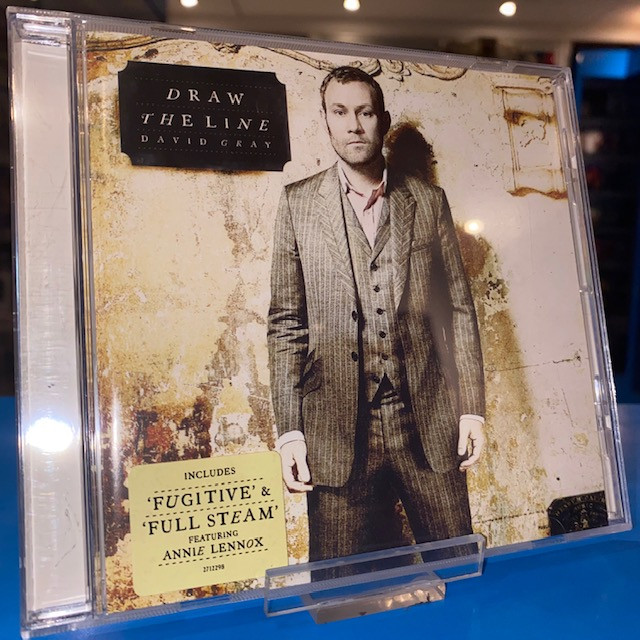 DRAW
THE LINE
DAVID GRAY
INCLUDES
'FUGITIVE' &
'FULL STEAM'
FEATURING
ANNIE LENNOX
2712298